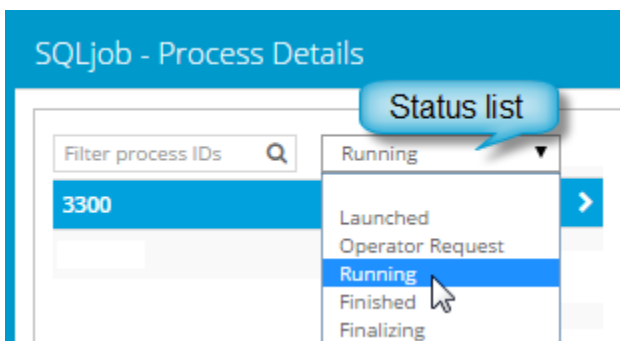 SQLjob - Process Details
Status list
Filter process IDs
Running
3300
Launched
Operator Request
Running
Finished
Finalizing